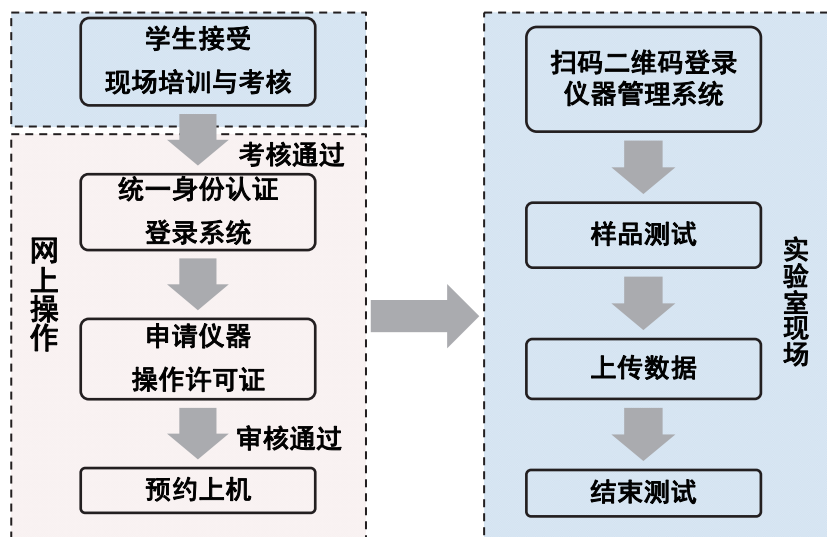 学生接受
现场培训与考核
考核通过
统一身份认证
登录系统
网上操作
申请仪器
操作许可证
审核通过
预约上机
扫码二维码登录
仪器管理系统
样品测试
实验室现场
上传数据
结束测试